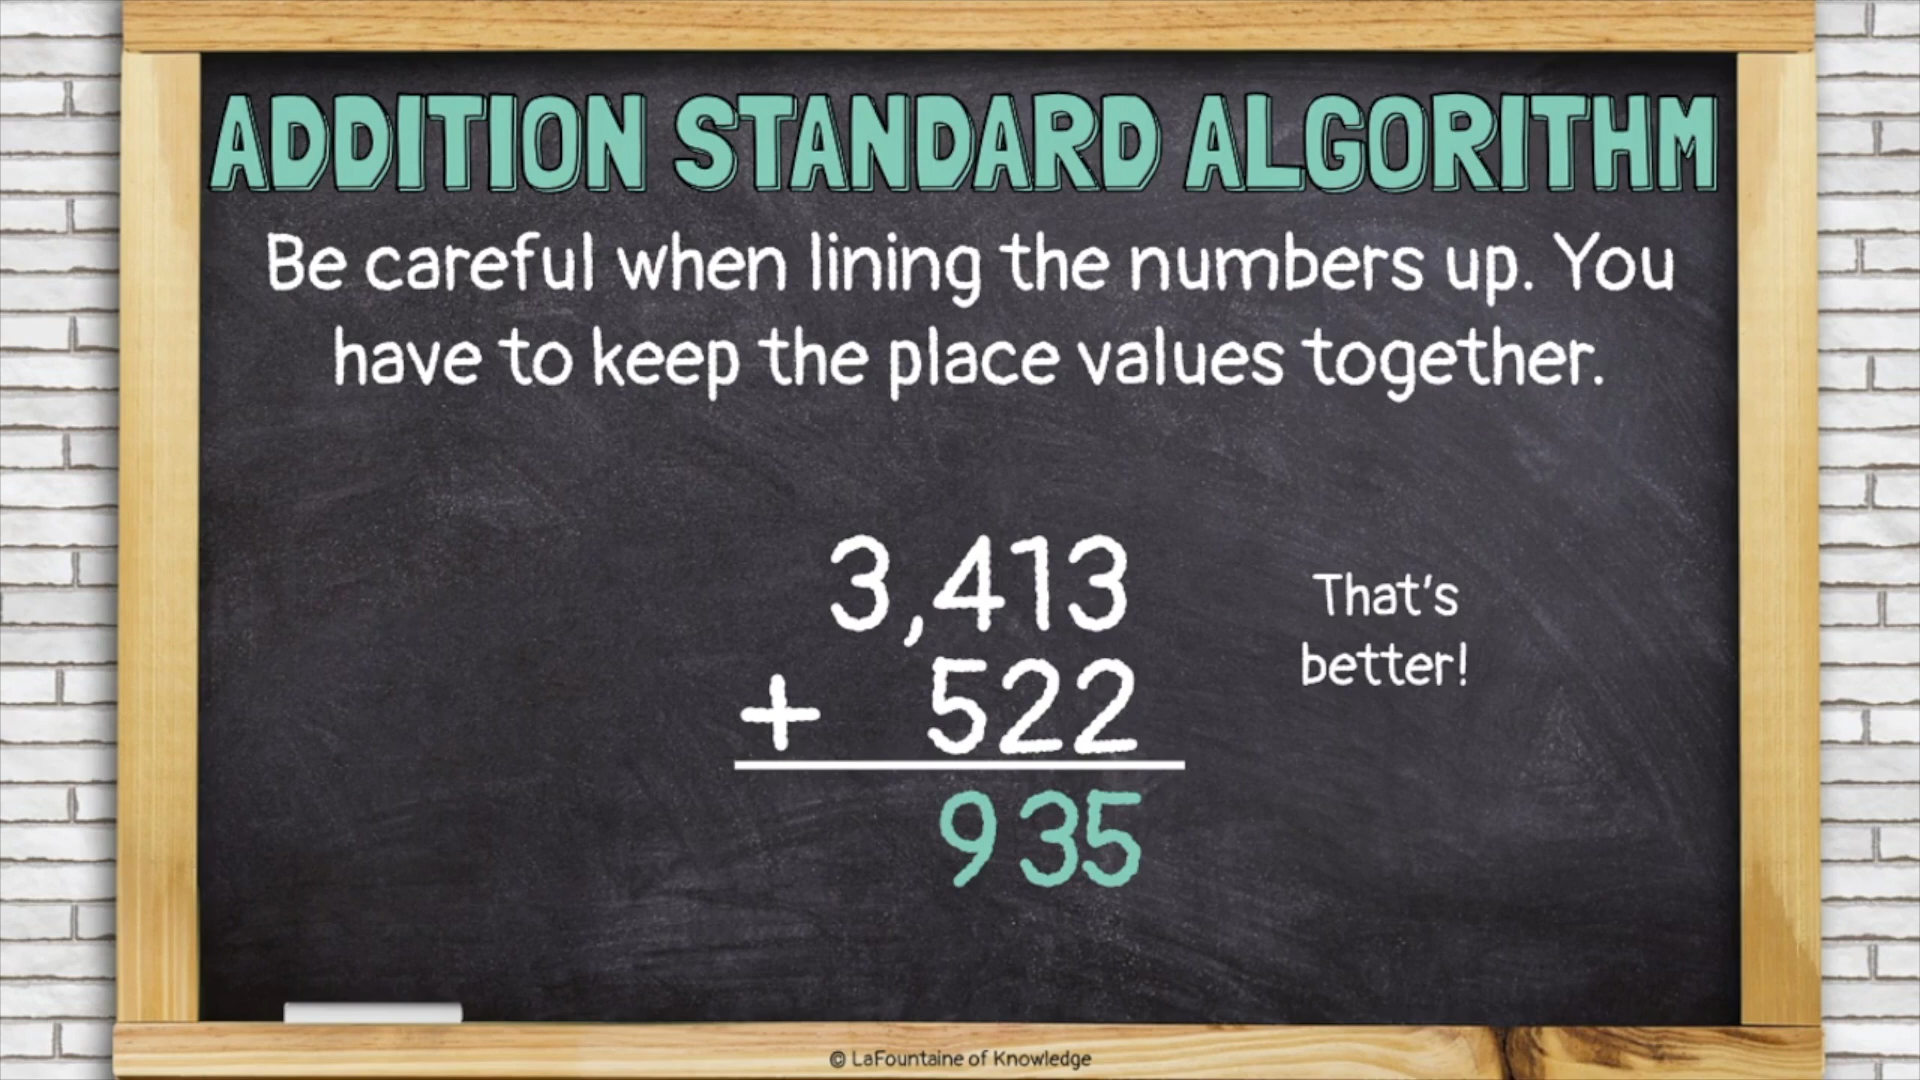 ADDITION STANDARD ALGORITHM
Be careful when lining the numbers up. You
have to keep the place values together.
3,413
+ 522
935
That's
better!
© LaFountaine of Knowledge